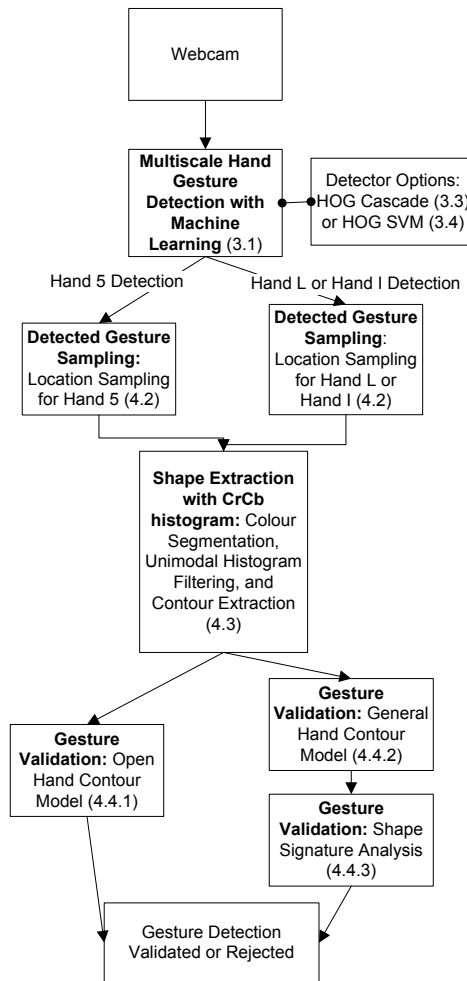 Webcam
Multiscale Hand
Gesture
Detection with
Machine
Learning (3.1)
Detector Options:
HOG Cascade (3.3)
or HOG SVM (3.4)
Hand 5 Detection
Hand L or Hand I Detection
Detected Gesture
Sampling:
Location Sampling
for Hand 5 (4.2)
Detected Gesture
Sampling:
Location Sampling
for Hand L or
Hand I (4.2)
Shape Extraction
with CrCb
histogram: Colour
Segmentation,
Unimodal Histogram
Filtering, and
Contour Extraction
(4.3)
Gesture
Validation: Open
Hand Contour
Model (4.4.1)
Gesture
Validation: General
Hand Contour
Model (4.4.2)
Gesture
Validation: Shape
Signature Analysis
(4.4.3)
Gesture Detection
Validated or Rejected